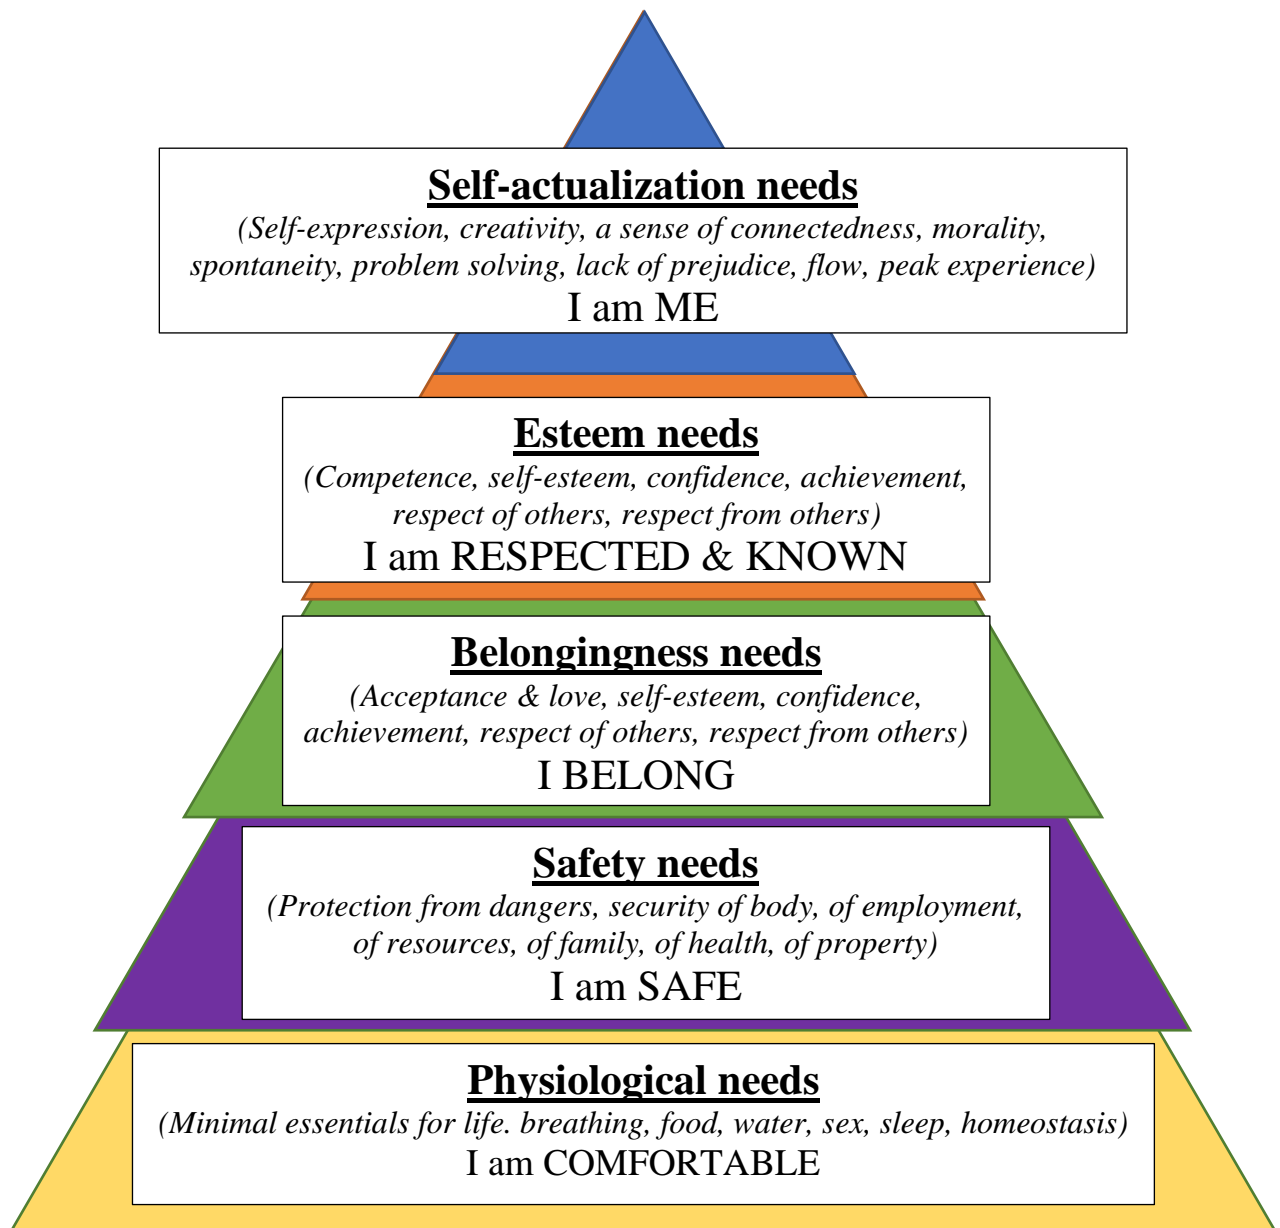 Self-actualization needs
(Self-expression, creativity, a sense of connectedness, morality,
spontaneity, problem solving, lack of prejudice, flow, peak experience)
I am ME
Esteem needs
(Competence, self-esteem, confidence, achievement,
respect of others, respect from others)
I am RESPECTED & KNOWN
Belongingness needs
(Acceptance & love, self-esteem, confidence,
achievement, respect of others, respect from others)
I BELONG
Safety needs
(Protection from dangers, security of body, of employment,
of resources, of family, of health, of property)
I am SAFE
Physiological needs
(Minimal essentials for life. breathing, food, water, sex, sleep, homeostasis)
I am COMFORTABLE